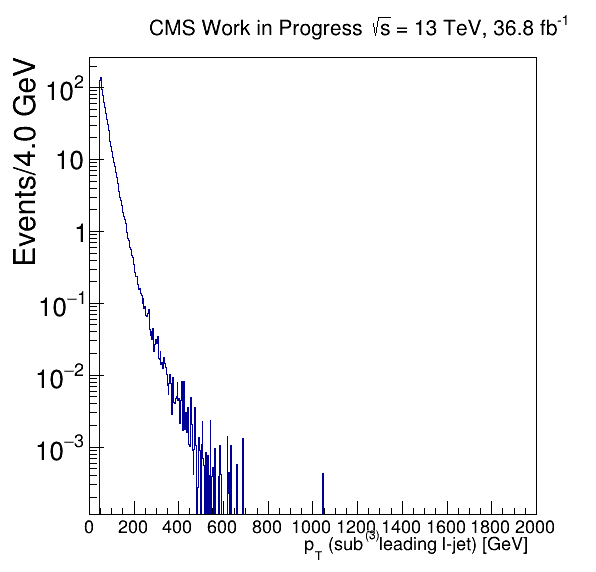 CMS Work in Progress √s = 13 TeV, 36.8 fb⁻¹
Events/4.0 GeV
10²
10
1
10⁻¹
10⁻²
10⁻³
0 200 400 600 800 1000 1200 1400 1600 1800 2000
p_T (sub⁽³⁾leading l-jet) [GeV]